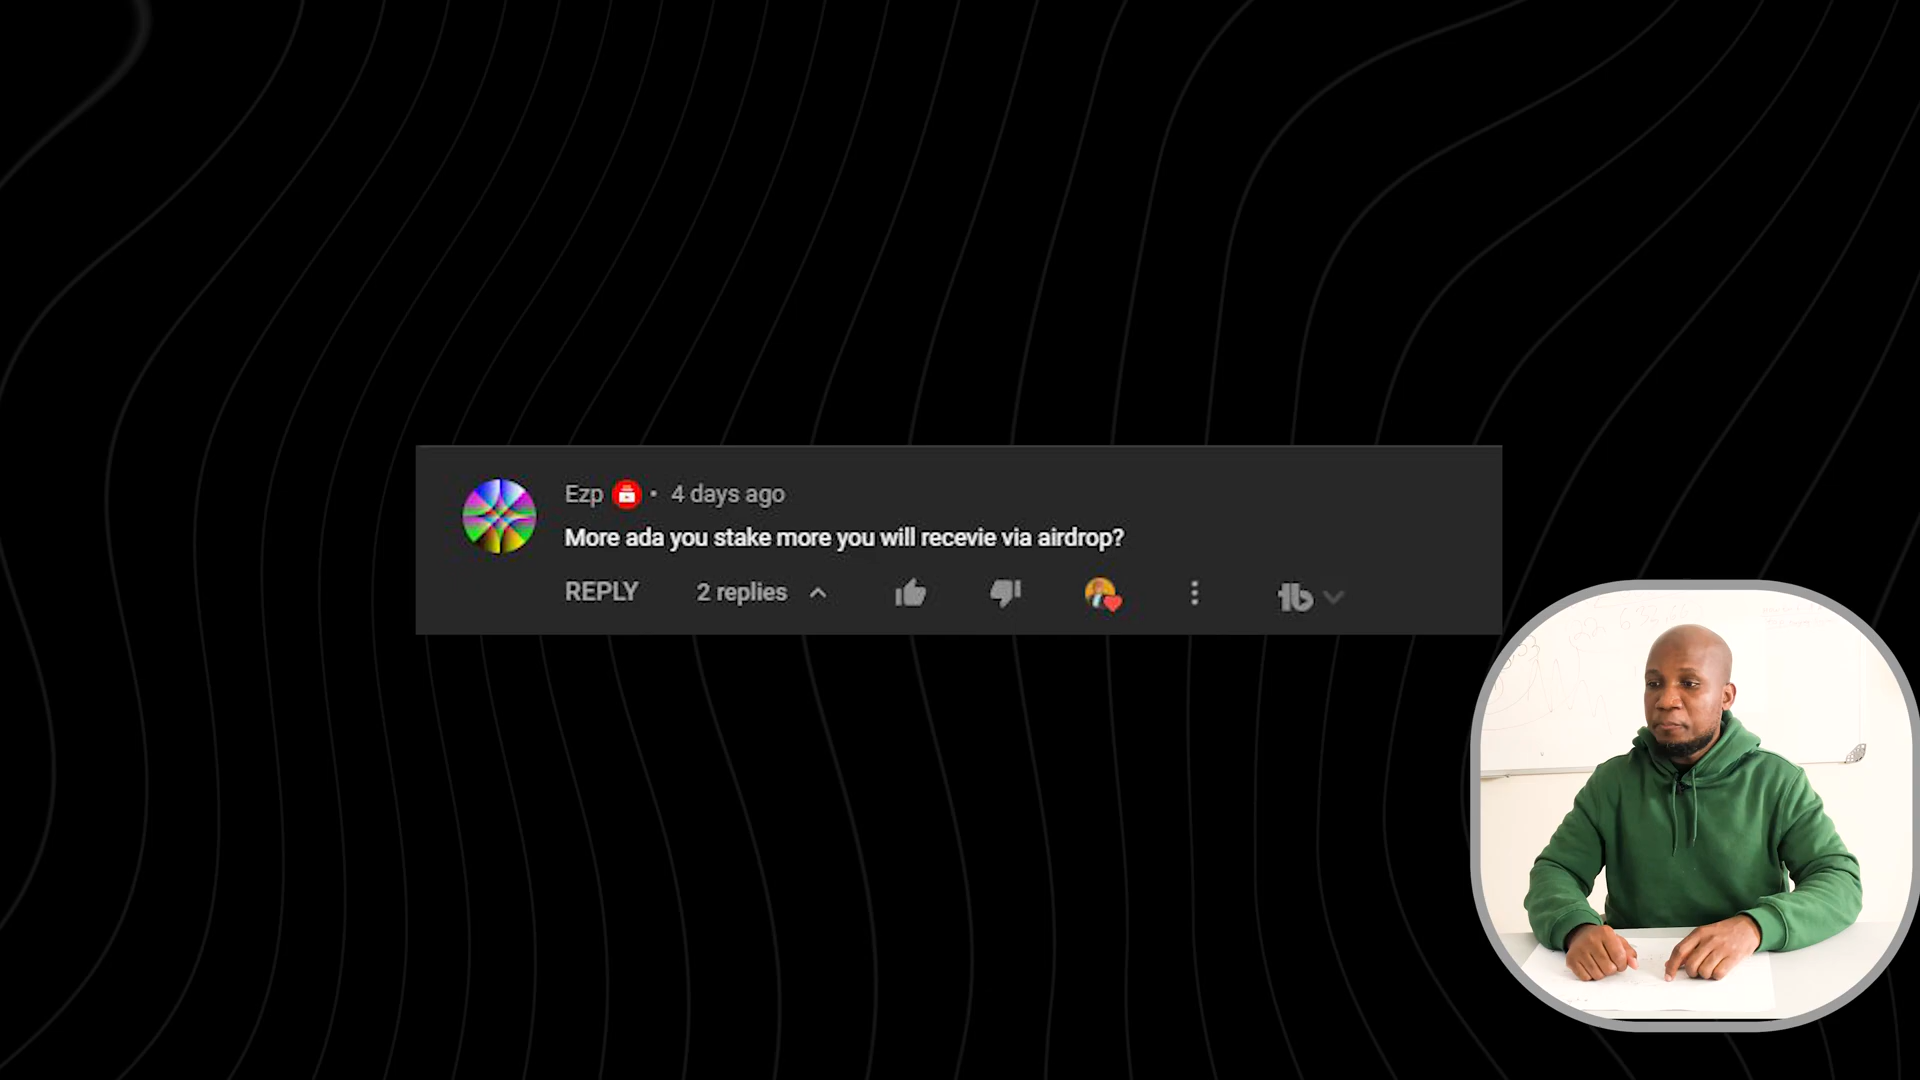 Ezp • 4 days ago
More ada you stake more you will recevie via airdrop?
REPLY 2 replies